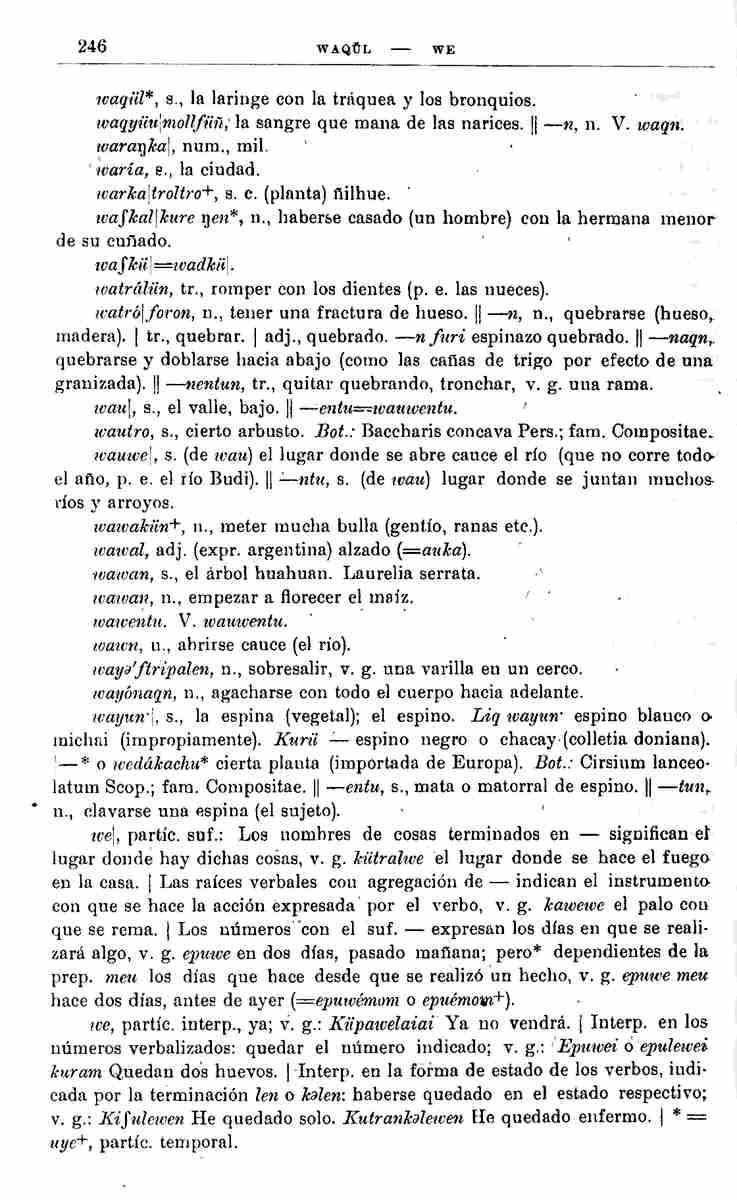 246 WAQŪL — WE
waqül*, s., la laringe con la tráquea y los bronquios.
waqyüu|mollfüñ, la sangre que mana de las narices. || —n, n. V. waqn.
waraŋka|, num., mil.
waría, s., la ciudad.
warka|troltro+, s. c. (planta) ñilhue.
waʃkal|kure ŋen*, n., haberse casado (un hombre) con la hermana menor
de su cuñado.
waʃkü|=wadkü|.
watrálün, tr., romper con los dientes (p. e. las nueces).
watró|foron, n., tener una fractura de hueso. || —n, n., quebrarse (hueso,
madera). | tr., quebrar. | adj., quebrado. —n furi espinazo quebrado. || —naqn,
quebrarse y doblarse hacia abajo (como las cañas de trigo por efecto de una
granizada). || —nentun, tr., quitar quebrando, tronchar, v. g. una rama.
wau|, s., el valle, bajo. || —entu=wauwentu.
wautro, s., cierto arbusto. Bot.: Baccharis concava Pers.; fam. Compositae.
wauwe|, s. (de wau) el lugar donde se abre cauce el río (que no corre todo
el año, p. e. el río Budi). || —ntu, s. (de wau) lugar donde se juntan muchos
ríos y arroyos.
wawakün+, n., meter mucha bulla (gentío, ranas etc.).
wawal, adj. (expr. argentina) alzado (=auka).
wawan, s., el árbol huahuan. Laurelia serrata.
wawan, n., empezar a florecer el maíz.
wawentu. V. wauwentu.
wawn, n., abrirse cauce (el río).
wayə'ftripalen, n., sobresalir, v. g. una varilla en un cerco.
wayónaqn, n., agacharse con todo el cuerpo hacia adelante.
wayun·|, s., la espina (vegetal); el espino. Liq wayun· espino blanco o
michai (impropiamente). Kurü — espino negro o chacay (colletia doniana).
|—* o wedákachu* cierta planta (importada de Europa). Bot.: Cirsium lanceo-
latum Scop.; fam. Compositae. || —entu, s., mata o matorral de espino. || —tun,
n., clavarse una espina (el sujeto).
we|, partíc. suf.: Los nombres de cosas terminados en — significan el
lugar donde hay dichas cosas, v. g. kütralwe el lugar donde se hace el fuego
en la casa. | Las raíces verbales con agregación de — indican el instrumento
con que se hace la acción expresada por el verbo, v. g. kawewe el palo con
que se rema. | Los números con el suf. — expresan los días en que se reali-
zará algo, v. g. epuwe en dos días, pasado mañana; pero* dependientes de la
prep. meu los días que hace desde que se realizó un hecho, v. g. epuwe meu
hace dos días, antes de ayer (=epuwémum o epuémom+).
we, partíc. interp., ya; v. g.: Küpawelaiai Ya no vendrá. | Interp. en los
números verbalizados: quedar el número indicado; v. g.: Epuwei o epulewei
kuram Quedan dos huevos. | Interp. en la forma de estado de los verbos, indi-
cada por la terminación len o kəlen: haberse quedado en el estado respectivo;
v. g.: Kiʃulewen He quedado solo. Kutrankəlewen He quedado enfermo. | * =
uye+, partíc. temporal.